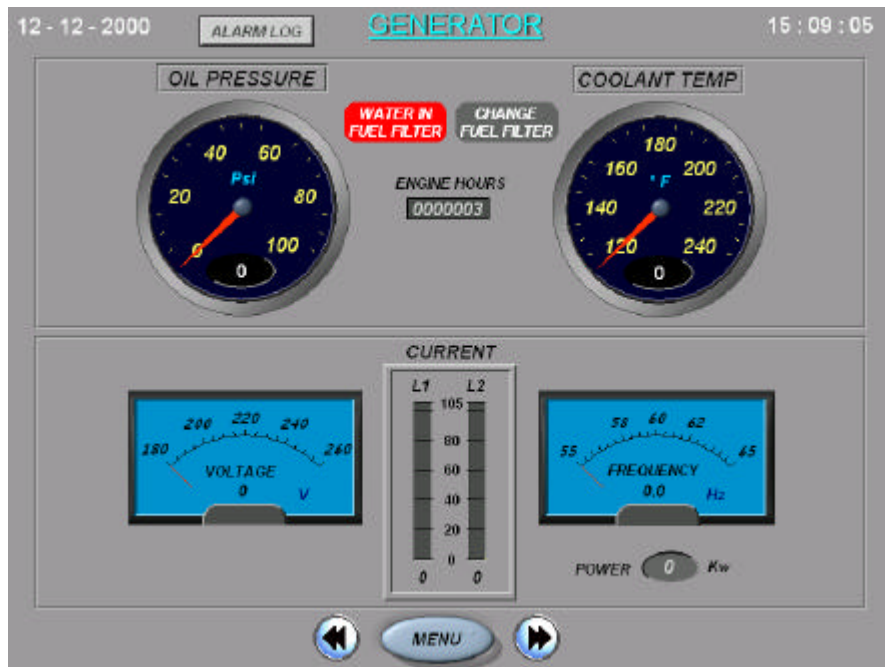 12 - 12 - 2000
ALARM LOG
GENERATOR
15 : 09 : 05
OIL PRESSURE
COOLANT TEMP
WATER IN
FUEL FILTER
CHANGE
FUEL FILTER
0 20 40 60 80 100
Psi
0
ENGINE HOURS
0000003
120 140 160 180 200 220 240
° F
0
CURRENT
L1 L2
105
80
60
40
20
0
0 0
180 200 220 240 260
VOLTAGE
0 V
55 58 60 62 65
FREQUENCY
0,0 Hz
POWER 0 Kw
MENU